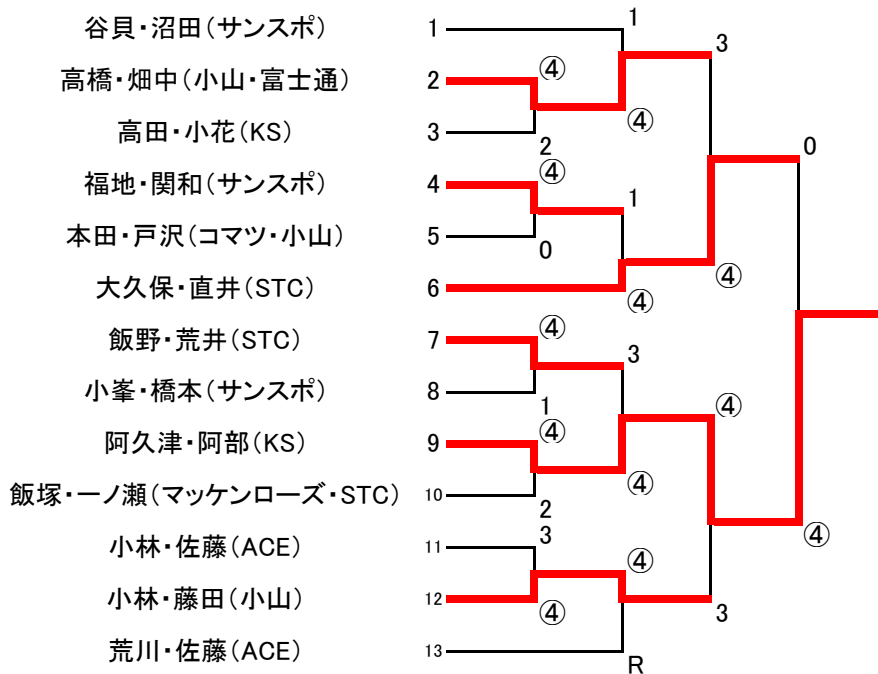 谷貝・沼田(サンスポ) 1 1
3
高橋・畑中(小山・富士通) 2 ④
④
高田・小花(KS) 3 2
0
福地・関和(サンスポ) 4 ④ 1
本田・戸沢(コマツ・小山) 5 0
④
大久保・直井(STC) 6 ④
飯野・荒井(STC) 7 ④ 3
小峯・橋本(サンスポ) 8 1
④
阿久津・阿部(KS) 9 ④
④
飯塚・一ノ瀬(マッケンローズ・STC) 10 2
④
小林・佐藤(ACE) 11 3
④
小林・藤田(小山) 12 ④ 3
荒川・佐藤(ACE) 13 R